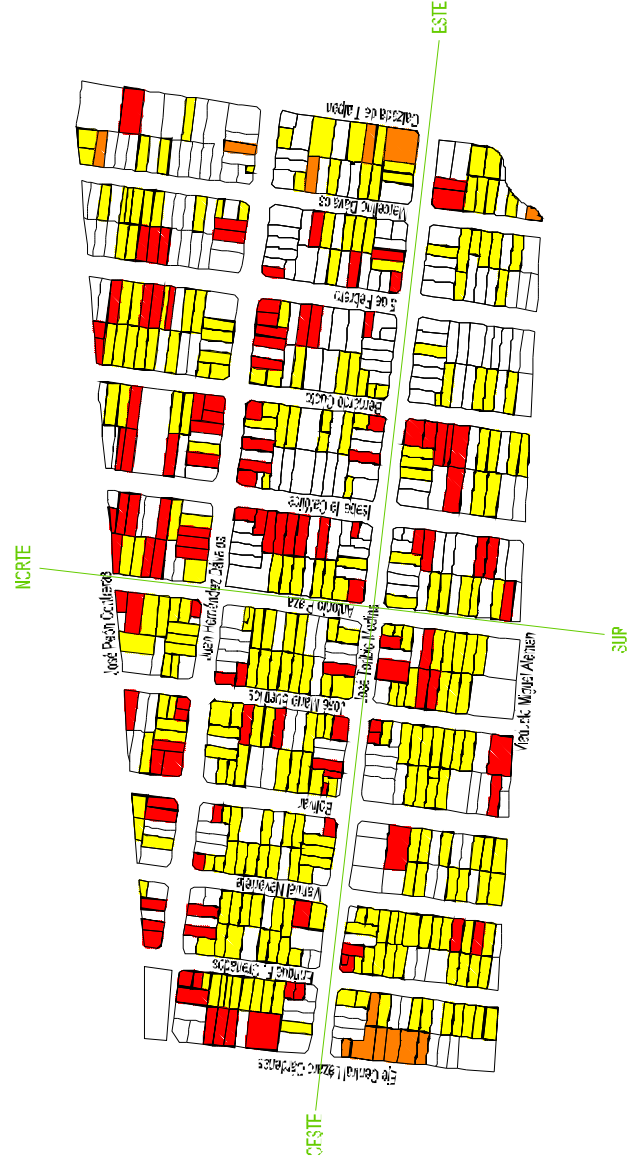 ESTE
Calzada de Tlalpan
Marcelino Dávalos
5 de Febrero
Bernardo Couto
Isabel la Católica
NORTE
José Peón Contreras
Juan Hernández Dávalos
Antonio Plaza
José Toribio Medina
SUR
Viaducto Miguel Alemán
José María Bustillos
Bolívar
Manuel Navarrete
Enrique F. Granados
Eje Central Lázaro Cárdenas
OESTE